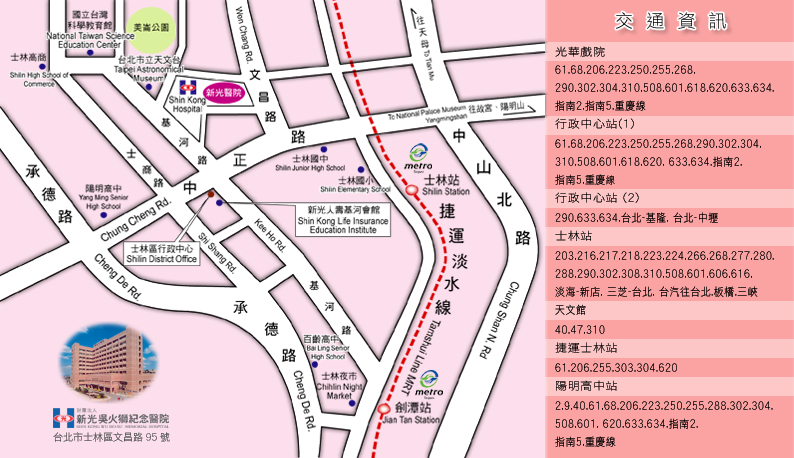 國立台灣
科學教育館
National Taiwan Science
Education Center
美崙公園
士林高商
Shilin High School of
Commerce
台北市立天文台
Taipei Astronomical
Museum
Wen Chang Rd.
文昌路
Shin Kong
Hospital
新光醫院
往天母 To Tian Mu
To National Palace Museum
Yangmingshan
往故宮．陽明山
基河路
士商路
中正路
Chung Cheng Rd.
承德路
陽明高中
Yang Ming Senior
High School
士林國中
Shilin Junior High School
士林國小
Shilin Elementary School
metro
Taipei
士林站
Shilin Station
中山北路
Chung Shan N. Rd
新光人壽基河會館
Shin Kong Life Insurance
Education Institute
士林區行政中心
Shilin District Office
Shi Shang Rd.
Kee Ho Rd.
Cheng De Rd.
Cheng De Rd.
承德路
基河路
捷運淡水線
Tamshui Line MRT
百齡高中
Bai Ling Senior
High School
士林夜市
Chihlin Night
Market
metro
Taipei
劍潭站
Jian Tan Station
財團法人
新光吳火獅紀念醫院
SHIN KONG WU HO-SU MEMORIAL HOSPITAL
台北市士林區文昌路 95 號
交通資訊
光華戲院
61.68.206.223.250.255.268.
290.302.304.310.508.601.618.620.633.634.
指南2.指南5.重慶線
行政中心站(1)
61.68.206.223.250.255.268.290.302.304.
310.508.601.618.620. 633.634.指南2.
指南5.重慶線
行政中心站 (2)
290.633.634.台北-基隆. 台北-中壢
士林站
203.216.217.218.223.224.266.268.277.280.
288.290.302.308.310.508.601.606.616.
淡海-新店. 三芝-台北. 台汽往台北.板橋.三峽
天文館
40.47.310
捷運士林站
61.206.255.303.304.620
陽明高中站
2.9.40.61.68.206.223.250.255.288.302.304.
508.601. 620.633.634.指南2.
指南5.重慶線